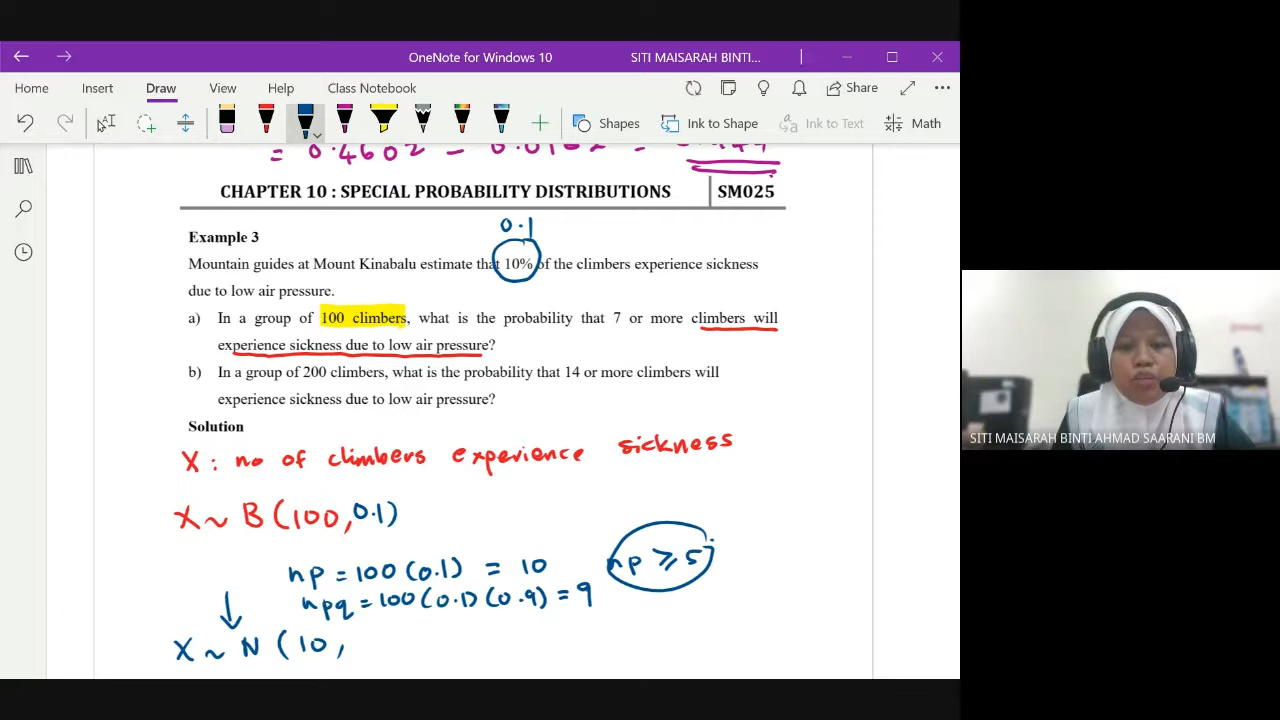 OneNote for Windows 10
SITI MAISARAH BINTI...
Home Insert Draw View Help Class Notebook
Share
Shapes Ink to Shape Ink to Text Math
= 0.4602 -
CHAPTER 10 : SPECIAL PROBABILITY DISTRIBUTIONS SM025
0.1
Example 3
Mountain guides at Mount Kinabalu estimate that 10% of the climbers experience sickness
due to low air pressure.
a) In a group of 100 climbers, what is the probability that 7 or more climbers will
experience sickness due to low air pressure?
b) In a group of 200 climbers, what is the probability that 14 or more climbers will
experience sickness due to low air pressure?
Solution
X : no of climbers experience sickness
X ~ B (100, 0.1)
np = 100 (0.1) = 10 np ≥ 5
npq = 100 (0.1) (0.9) = 9
X ~ N (10,
SITI MAISARAH BINTI AHMAD SAARANI BM